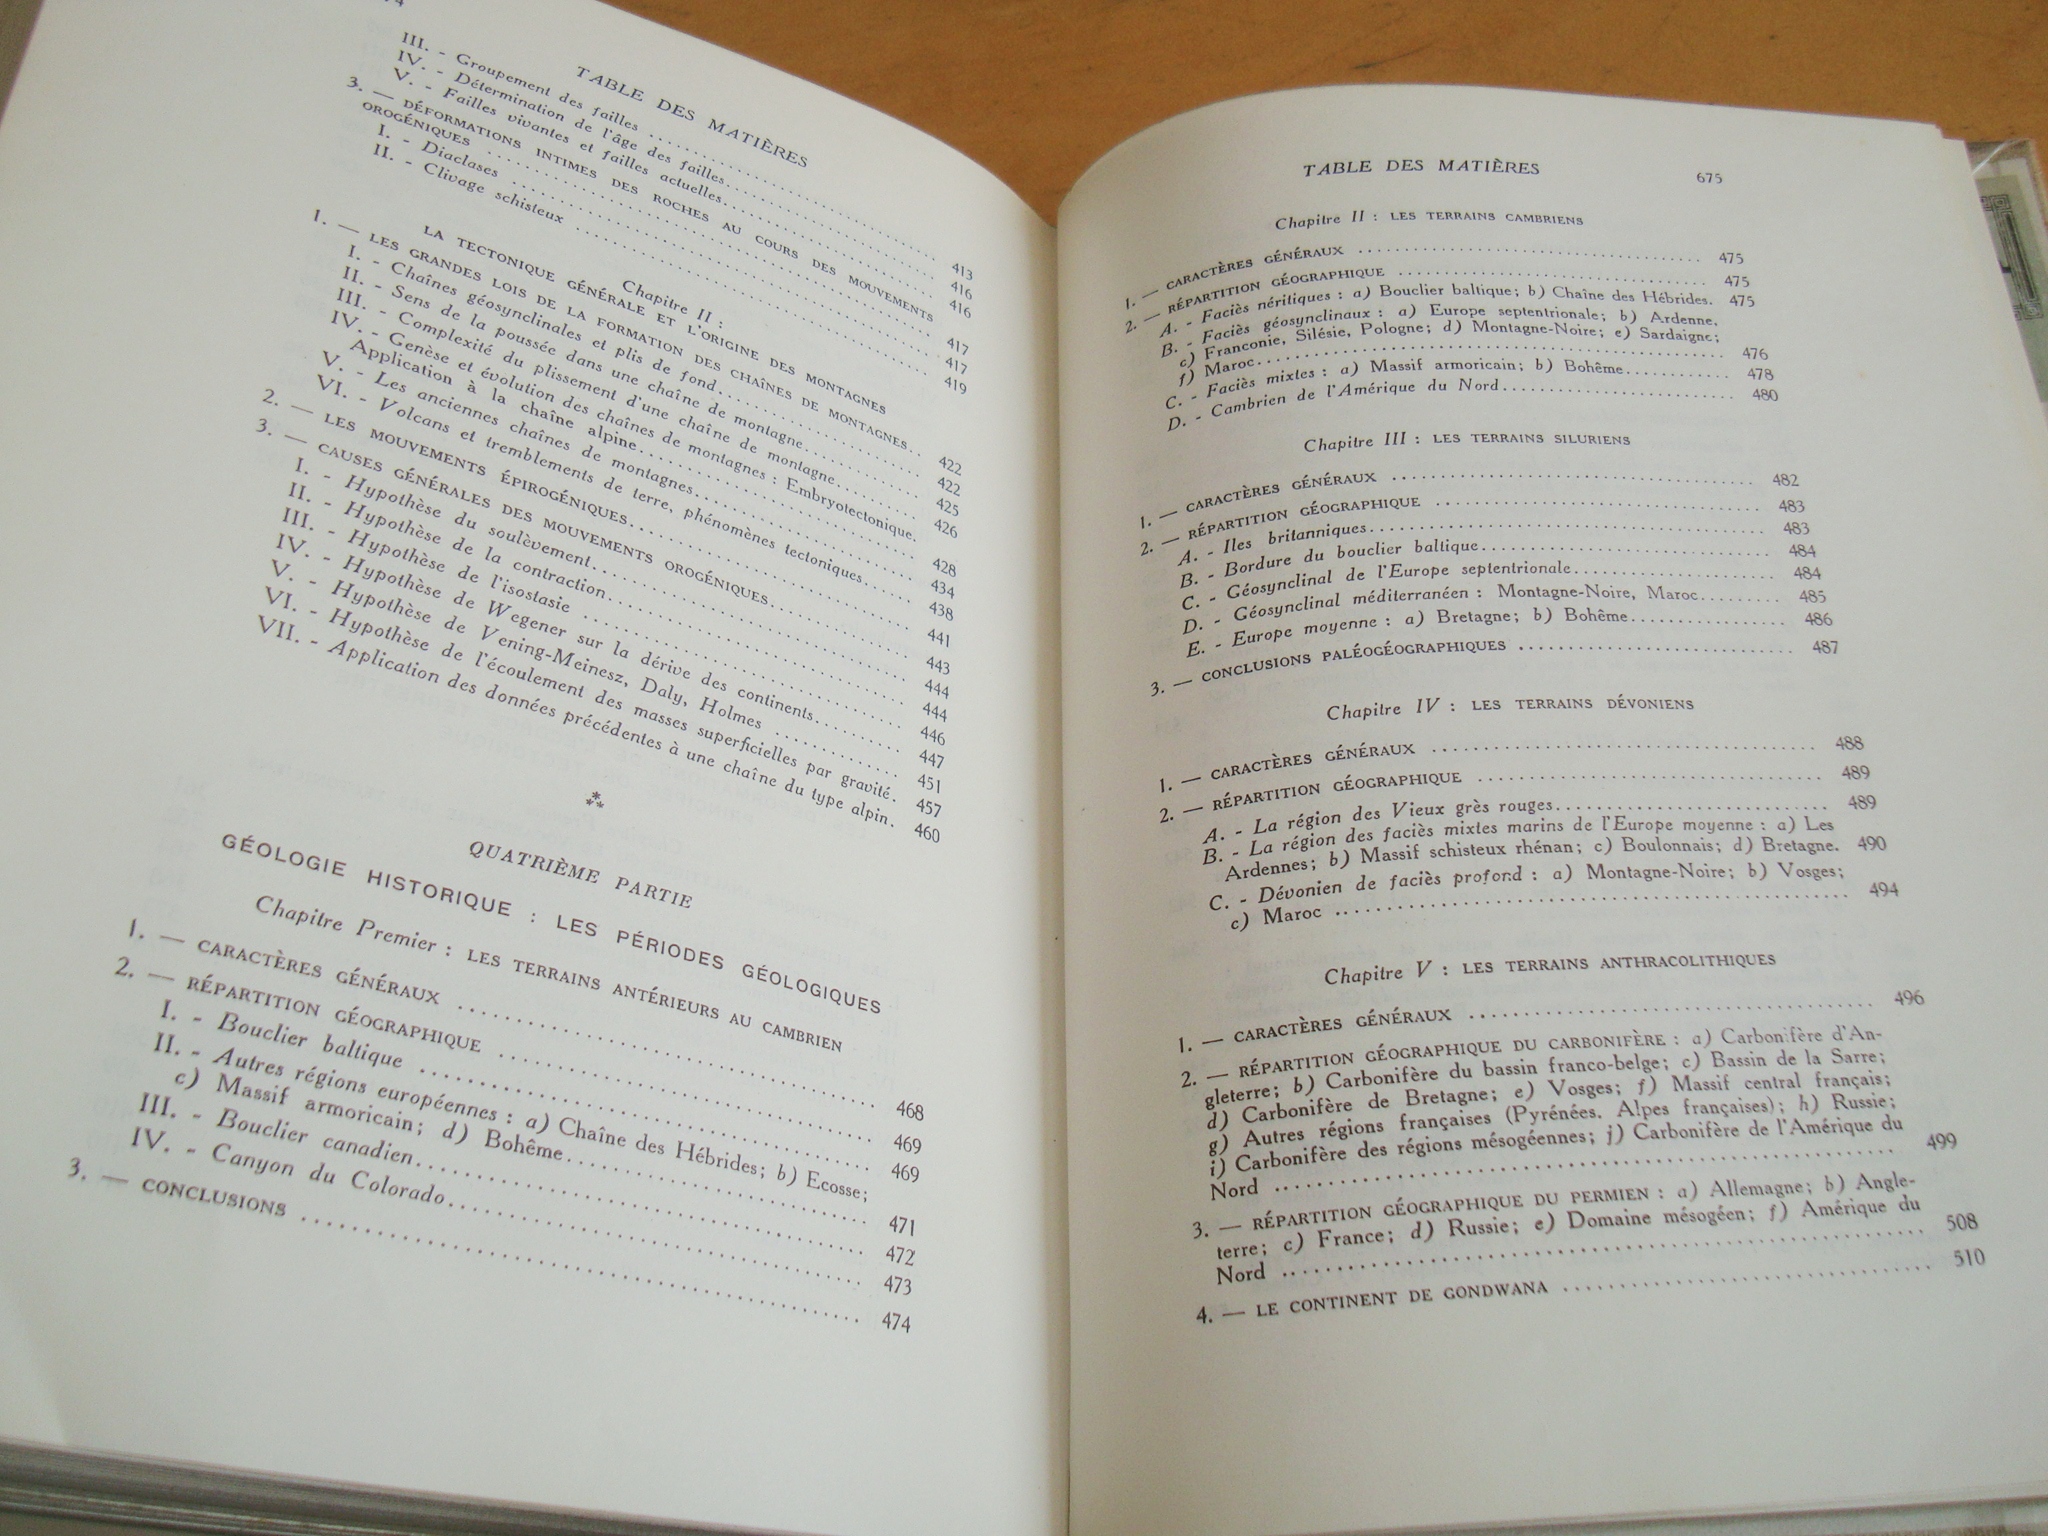 TABLE DES MATIÈRES
III. - Groupement des failles .......... 413
IV. - Détermination de l'âge des failles.......... 416
V. - Failles vivantes et failles actuelles.......... 416
3. — DÉFORMATIONS INTIMES DES ROCHES AU COURS DES MOUVEMENTS
OROGÉNIQUES .......... 417
I. - Diaclases .......... 417
II. - Clivage schisteux .......... 419
Chapitre II :
LA TECTONIQUE GÉNÉRALE ET L'ORIGINE DES MONTAGNES
1. — LES GRANDES LOIS DE LA FORMATION DES CHAÎNES DE MONTAGNES.. 422
I. - Chaînes géosynclinales et plis de fond.......... 422
II. - Sens de la poussée dans une chaîne de montagne.......... 425
III. - Complexité du plissement d'une chaîne de montagne.......... 426
IV. - Genèse et évolution des chaînes de montagnes : Embryotectonique.
Application à la chaîne alpine.......... 428
V. - Les anciennes chaînes de montagnes.......... 434
VI. - Volcans et tremblements de terre, phénomènes tectoniques...... 438
2. — LES MOUVEMENTS ÉPIROGÉNIQUES.......... 441
3. — CAUSES GÉNÉRALES DES MOUVEMENTS OROGÉNIQUES.......... 443
I. - Hypothèse du soulèvement.......... 444
II. - Hypothèse de la contraction.......... 444
III. - Hypothèse de l'isostasie .......... 446
IV. - Hypothèse de Wegener sur la dérive des continents.......... 447
V. - Hypothèse de Vening-Meinesz, Daly, Holmes .......... 451
VI. - Hypothèse de l'écoulement des masses superficielles par gravité. 457
VII. - Application des données précédentes à une chaîne du type alpin. 460
QUATRIÈME PARTIE
GÉOLOGIE HISTORIQUE : LES PÉRIODES GÉOLOGIQUES
Chapitre Premier : LES TERRAINS ANTÉRIEURS AU CAMBRIEN
1. — CARACTÈRES GÉNÉRAUX .......... 468
2. — RÉPARTITION GÉOGRAPHIQUE .......... 469
I. - Bouclier baltique .......... 469
II. - Autres régions européennes : a) Chaîne des Hébrides; b) Ecosse;
c) Massif armoricain; d) Bohême.......... 471
III. - Bouclier canadien.......... 472
IV. - Canyon du Colorado.......... 473
3. — CONCLUSIONS .......... 474
TABLE DES MATIÈRES 675
Chapitre II : LES TERRAINS CAMBRIENS
1. — CARACTÈRES GÉNÉRAUX .......... 475
2. — RÉPARTITION GÉOGRAPHIQUE .......... 475
A. - Faciès néritiques : a) Bouclier baltique; b) Chaîne des Hébrides. 475
B. - Faciès géosynclinaux : a) Europe septentrionale; b) Ardenne,
c) Franconie, Silésie, Pologne; d) Montagne-Noire; e) Sardaigne;
f) Maroc.......... 476
C. - Faciès mixtes : a) Massif armoricain; b) Bohême.......... 478
D. - Cambrien de l'Amérique du Nord.......... 480
Chapitre III : LES TERRAINS SILURIENS
1. — CARACTÈRES GÉNÉRAUX .......... 482
2. — RÉPARTITION GÉOGRAPHIQUE .......... 483
A. - Iles britanniques.......... 483
B. - Bordure du bouclier baltique.......... 484
C. - Géosynclinal de l'Europe septentrionale.......... 484
D. - Géosynclinal méditerranéen : Montagne-Noire, Maroc......... 485
E. - Europe moyenne : a) Bretagne; b) Bohême.......... 486
3. — CONCLUSIONS PALÉOGÉOGRAPHIQUES .......... 487
Chapitre IV : LES TERRAINS DÉVONIENS
1. — CARACTÈRES GÉNÉRAUX .......... 488
2. — RÉPARTITION GÉOGRAPHIQUE .......... 489
A. - La région des Vieux grès rouges.......... 489
B. - La région des faciès mixtes marins de l'Europe moyenne : a) Les
Ardennes; b) Massif schisteux rhénan; c) Boulonnais; d) Bretagne. 490
C. - Dévonien de faciès profond : a) Montagne-Noire; b) Vosges;
c) Maroc .......... 494
Chapitre V : LES TERRAINS ANTHRACOLITHIQUES
1. — CARACTÈRES GÉNÉRAUX .......... 496
2. — RÉPARTITION GÉOGRAPHIQUE DU CARBONIFÈRE : a) Carbonifère d'An-
gleterre; b) Carbonifère du bassin franco-belge; c) Bassin de la Sarre;
d) Carbonifère de Bretagne; e) Vosges; f) Massif central français;
g) Autres régions françaises (Pyrénées, Alpes françaises); h) Russie;
i) Carbonifère des régions mésogéennes; j) Carbonifère de l'Amérique du
Nord .......... 499
3. — RÉPARTITION GÉOGRAPHIQUE DU PERMIEN : a) Allemagne; b) Angle-
terre; c) France; d) Russie; e) Domaine mésogéen; f) Amérique du
Nord .......... 508
4. — LE CONTINENT DE GONDWANA .......... 510